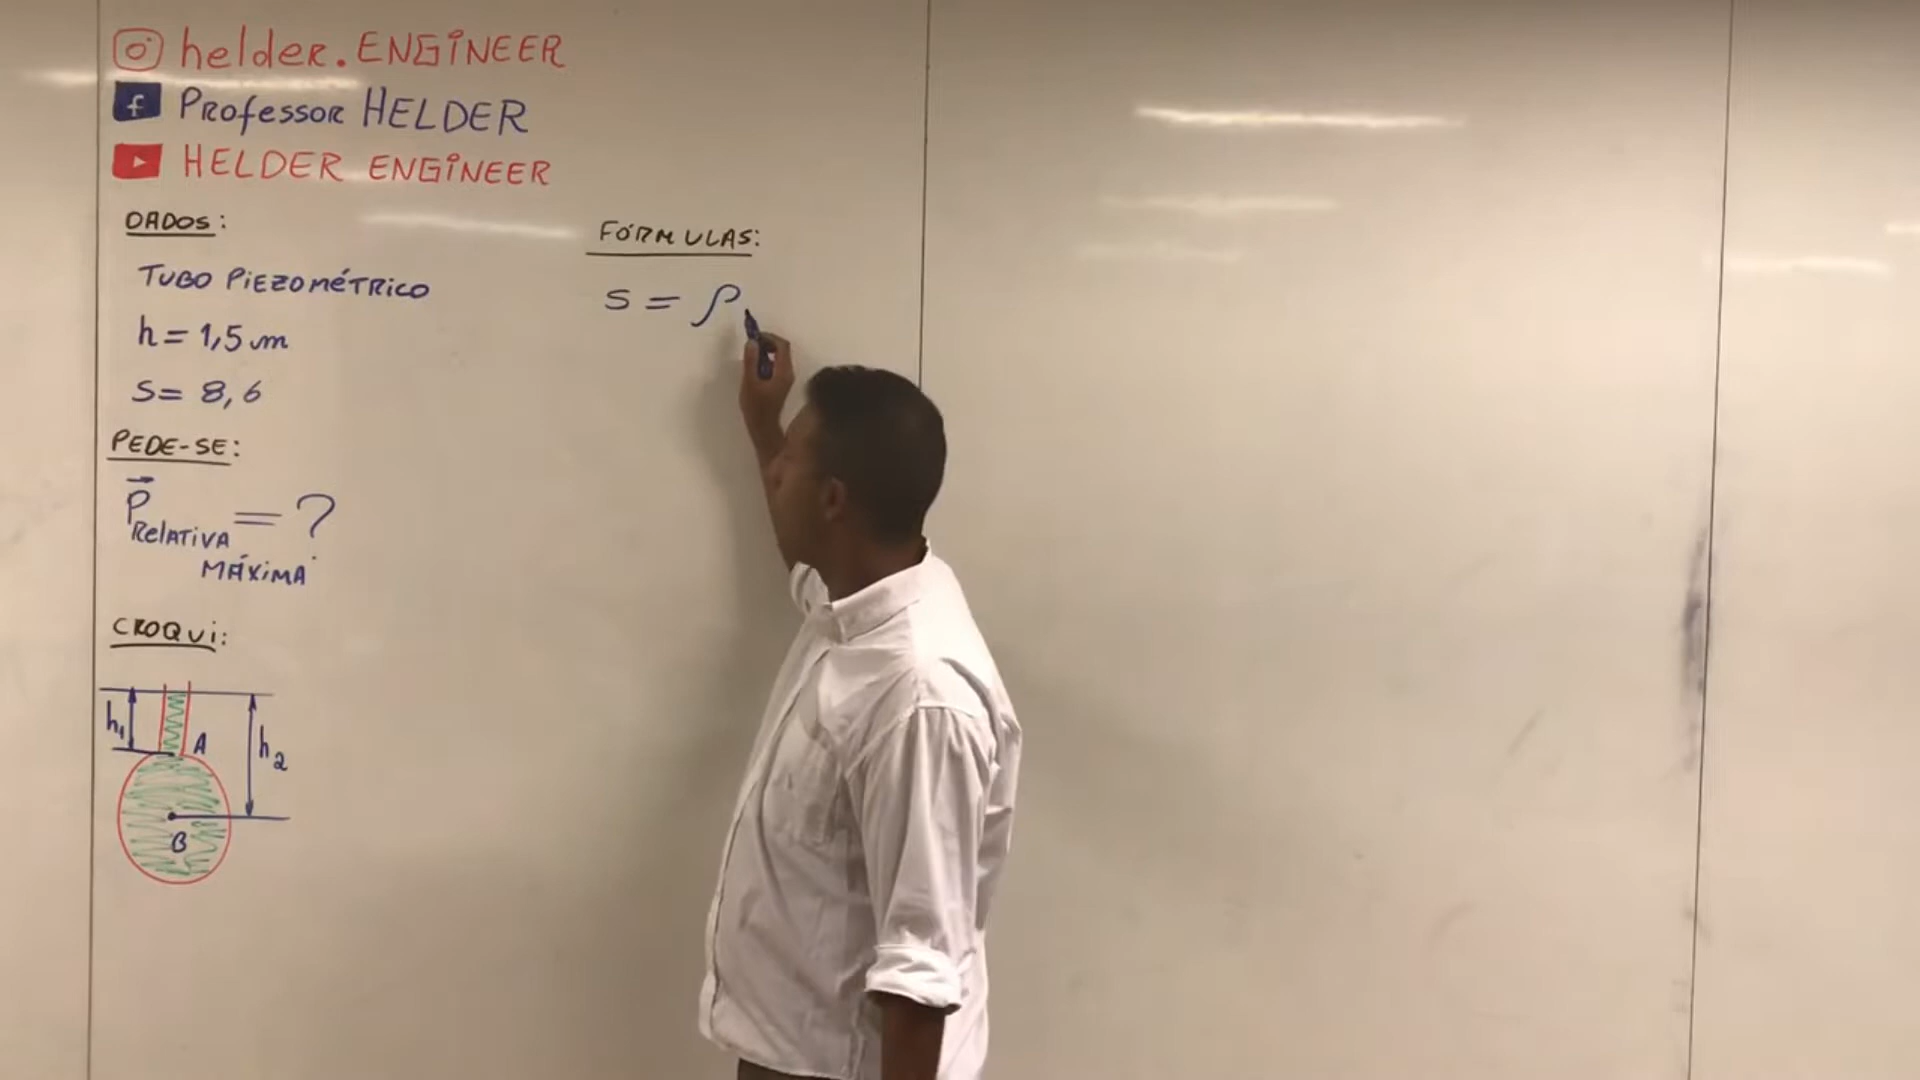 helder.ENGiNEER
f Professor HELDER
HELDER ENGiNEER
DADOS:
TUBO PiEZOMÉTRiCO
h = 1,5 m
S = 8,6
PEDE-SE:
P RelATiVA MÁXiMA = ?
CROQUi:
h1
A
h2
B
FÓRMULAS:
S = ρ